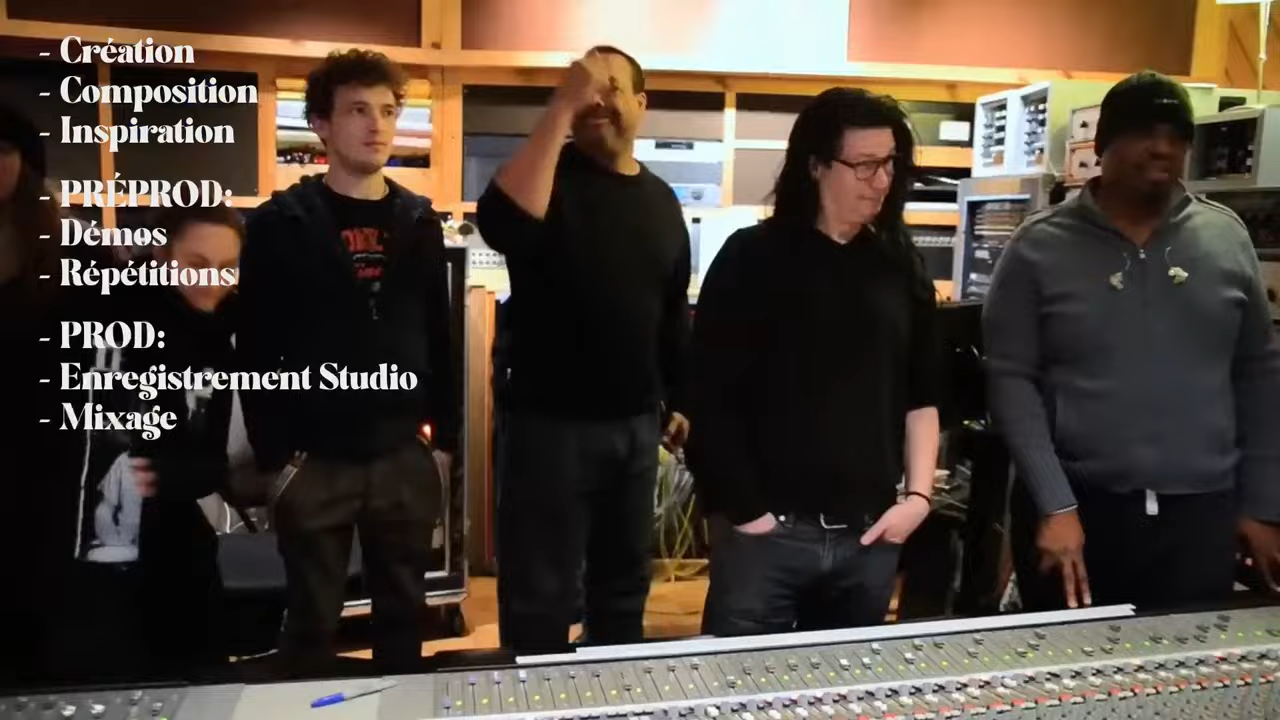 - Création
- Composition
- Inspiration
- PRÉPROD:
- Démos
- Répétitions
- PROD:
- Enregistrement Studio
- Mixage